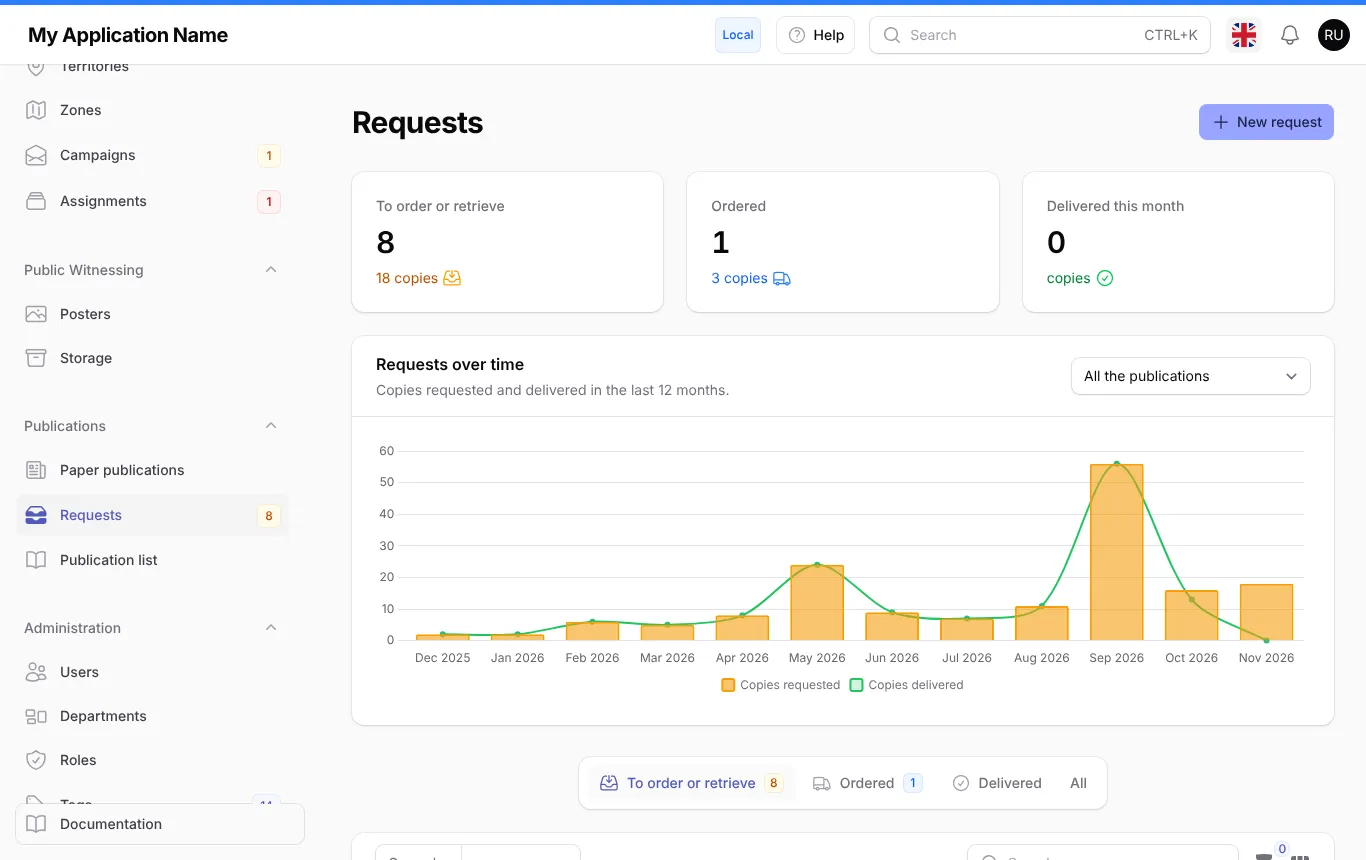 My Application Name
Local
Help
Search
CTRL+K
RU
Territories
Zones
Campaigns 1
Assignments 1
Public Witnessing
Posters
Storage
Publications
Paper publications
Requests 8
Publication list
Administration
Users
Departments
Roles
Tags 14
Documentation
Requests
New request
To order or retrieve
8
18 copies
Ordered
1
3 copies
Delivered this month
0
copies
Requests over time
Copies requested and delivered in the last 12 months.
All the publications
60
50
40
30
20
10
0
Dec 2025 Jan 2026 Feb 2026 Mar 2026 Apr 2026 May 2026 Jun 2026 Jul 2026 Aug 2026 Sep 2026 Oct 2026 Nov 2026
Copies requested Copies delivered
To order or retrieve 8 Ordered 1 Delivered All
0